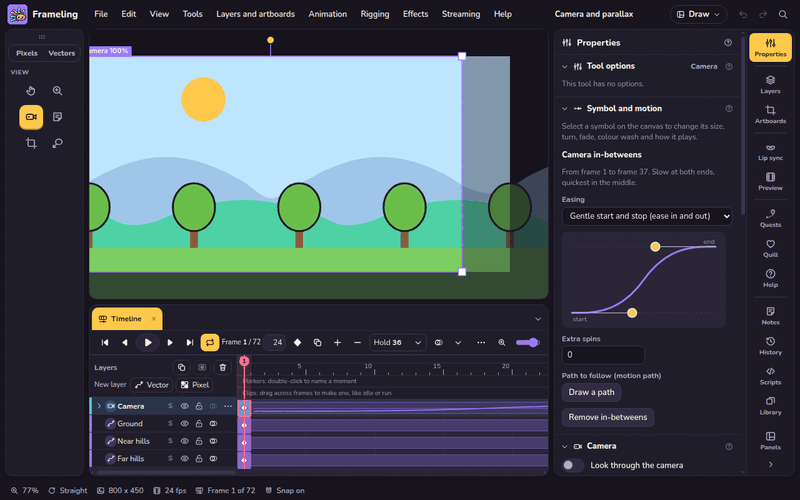 Frameling File Edit View Tools Layers and artboards Animation Rigging Effects Streaming Help Camera and parallax Draw
Pixels Vectors
VIEW
amera 100%
Properties
Tool options Camera
This tool has no options.
Symbol and motion
Select a symbol on the canvas to change its size,
turn, fade, colour wash and how it plays.
Camera in-betweens
From frame 1 to frame 37. Slow at both ends,
quickest in the middle.
Easing
Gentle start and stop (ease in and out)
end
start
Extra spins
0
Path to follow (motion path)
Draw a path
Remove in-betweens
Camera
Look through the camera
Properties
Layers
Artboards
Lip sync
Preview
Quests
Quill
Help
Notes
History
Scripts
Library
Panels
Timeline
Frame 1 / 72 24 Hold 36
Layers
1 5 10 15 20
New layer Vector Pixel
Markers: double-click to name a moment
Clips: drag across frames to make one, like idle or run
Camera S
Ground S
Near hills S
Far hills S
77% Straight 800 x 450 24 fps Frame 1 of 72 Snap on